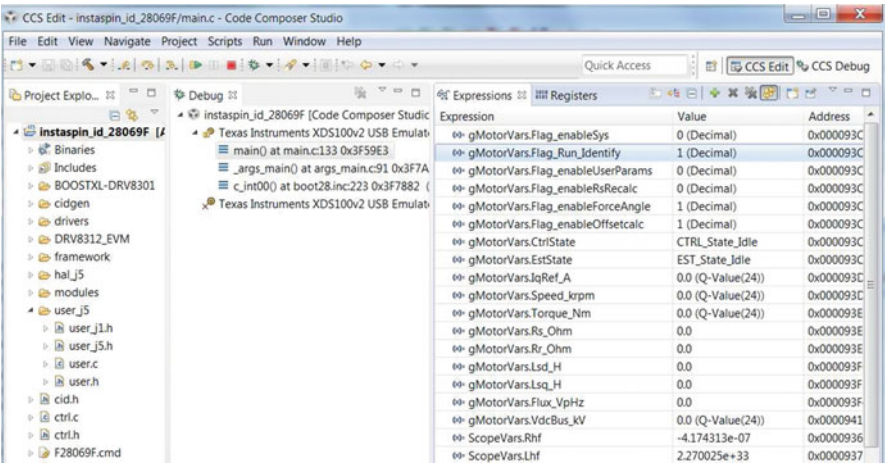 CCS Edit - instaspin_id_28069F/main.c - Code Composer Studio
File Edit View Navigate Project Scripts Run Window Help
Quick Access CCS Edit CCS Debug
Project Explo...
instaspin_id_28069F [A
Binaries
Includes
BOOSTXL-DRV8301
cidgen
drivers
DRV8312_EVM
framework
hal_j5
modules
user_j5
user_j1.h
user_j5.h
user.c
user.h
cid.h
ctrl.c
ctrl.h
F28069F.cmd
Debug
instaspin_id_28069F [Code Composer Studic
Texas Instruments XDS100v2 USB Emulat
main() at main.c:133 0x3F59E3
_args_main() at args_main.c:91 0x3F7A
c_int00() at boot28.inc:223 0x3F7882 (
Texas Instruments XDS100v2 USB Emulat
Expressions Registers
Expression Value Address
gMotorVars.Flag_enableSys 0 (Decimal) 0x000093C
gMotorVars.Flag_Run_Identify 1 (Decimal) 0x000093C
gMotorVars.Flag_enableUserParams 0 (Decimal) 0x000093C
gMotorVars.Flag_enableRsRecalc 0 (Decimal) 0x000093C
gMotorVars.Flag_enableForceAngle 1 (Decimal) 0x000093C
gMotorVars.Flag_enableOffsetcalc 1 (Decimal) 0x000093C
gMotorVars.CtrlState CTRL_State_Idle 0x000093C
gMotorVars.EstState EST_State_Idle 0x000093C
gMotorVars.IqRef_A 0.0 (Q-Value(24)) 0x000093D
gMotorVars.Speed_krpm 0.0 (Q-Value(24)) 0x000093D
gMotorVars.Torque_Nm 0.0 (Q-Value(24)) 0x000093E
gMotorVars.Rs_Ohm 0.0 0x000093E
gMotorVars.Rr_Ohm 0.0 0x000093E
gMotorVars.Lsd_H 0.0 0x000093F
gMotorVars.Lsq_H 0.0 0x000093F
gMotorVars.Flux_VpHz 0.0 0x000093F
gMotorVars.VdcBus_kV 0.0 (Q-Value(24)) 0x0000941
ScopeVars.Rhf -4.174313e-07 0x0000936
ScopeVars.Lhf 2.270025e+33 0x0000937